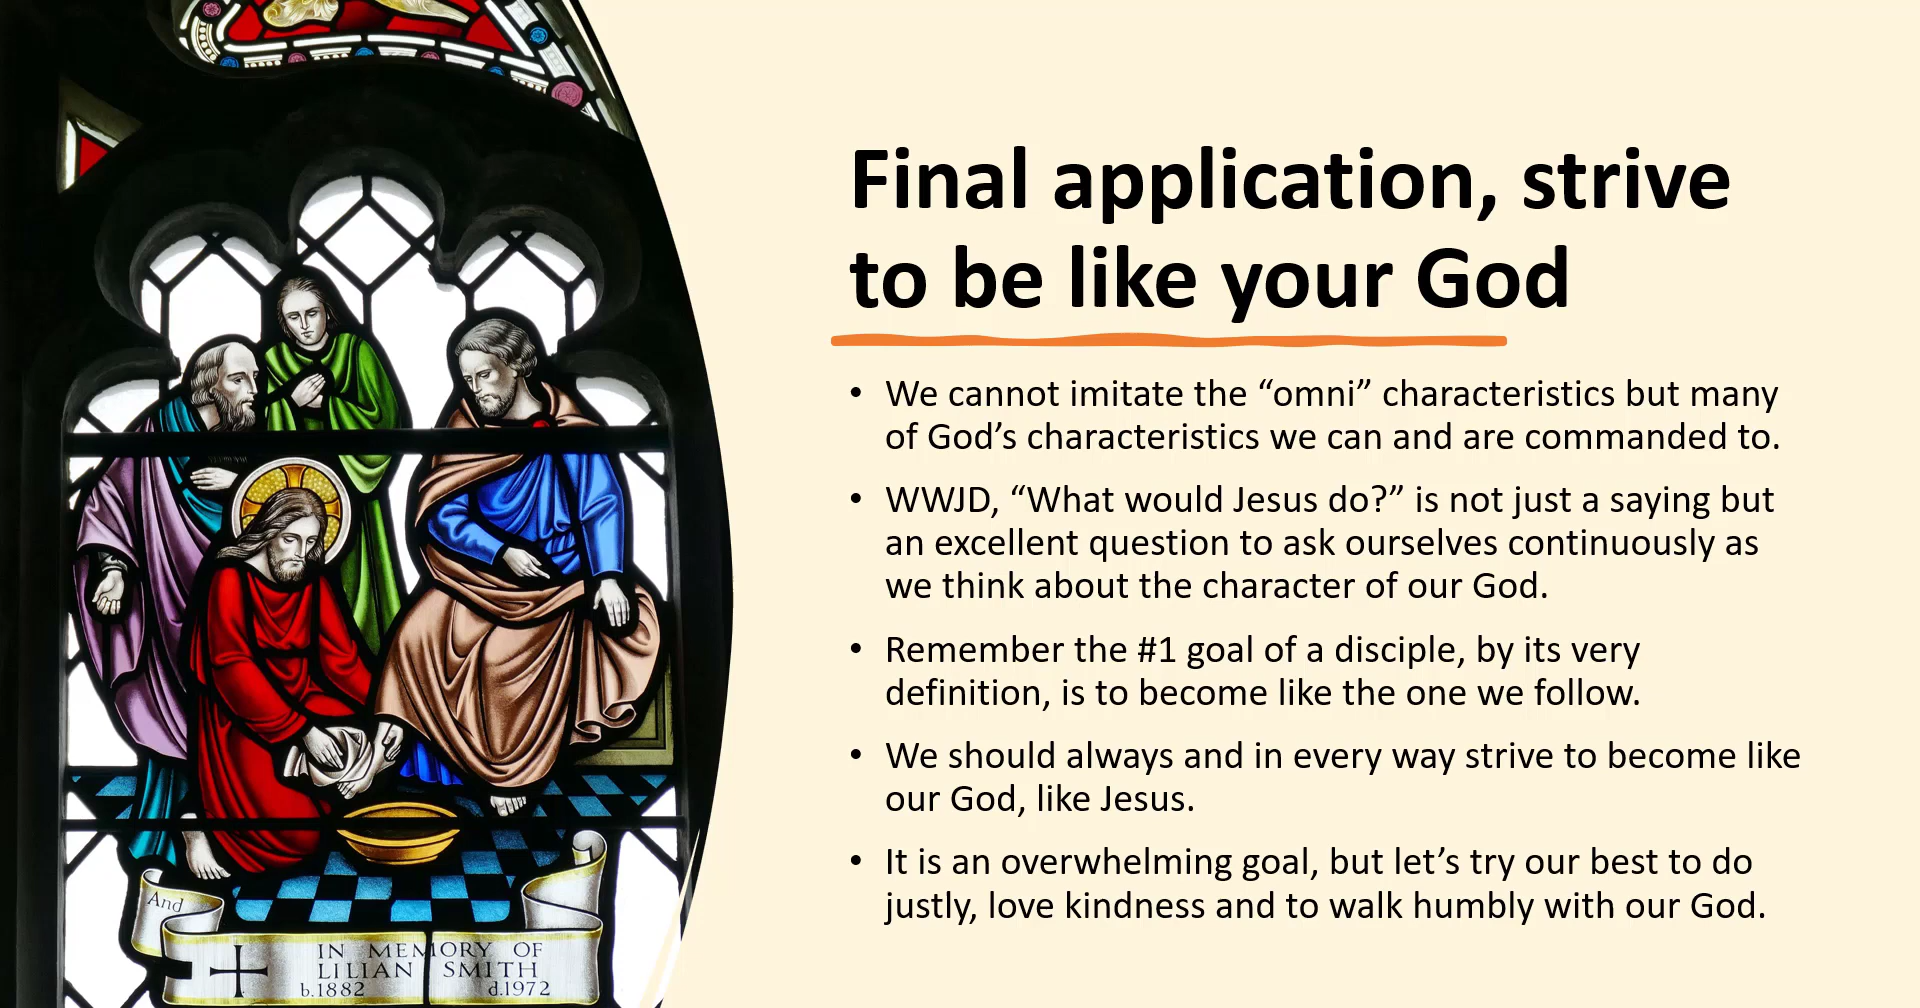 Final application, strive
to be like your God
• We cannot imitate the “omni” characteristics but many
of God’s characteristics we can and are commanded to.
• WWJD, “What would Jesus do?” is not just a saying but
an excellent question to ask ourselves continuously as
we think about the character of our God.
• Remember the #1 goal of a disciple, by its very
definition, is to become like the one we follow.
• We should always and in every way strive to become like
our God, like Jesus.
• It is an overwhelming goal, but let’s try our best to do
justly, love kindness and to walk humbly with our God.
And
IN MEMORY OF
LILIAN SMITH
b.1882 d.1972